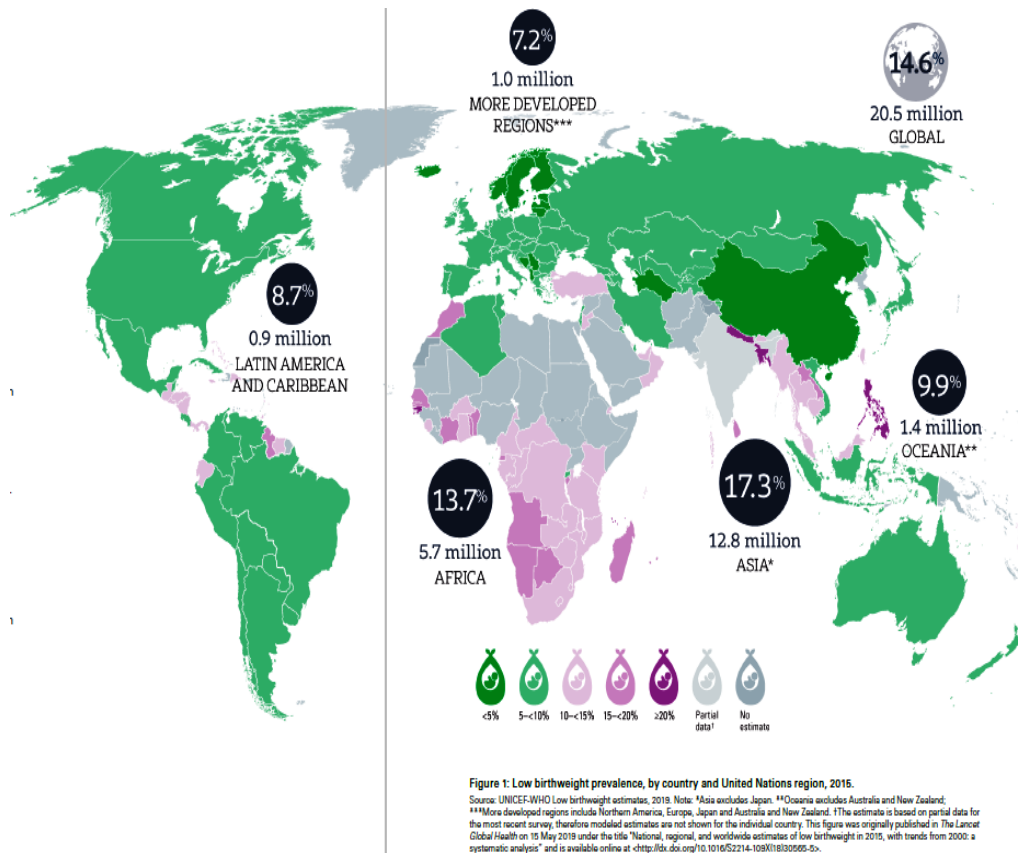 7.2%
1.0 million
MORE DEVELOPED
REGIONS***
14.6%
20.5 million
GLOBAL
8.7%
0.9 million
LATIN AMERICA
AND CARIBBEAN
9.9%
1.4 million
OCEANIA**
13.7%
5.7 million
AFRICA
17.3%
12.8 million
ASIA*
<5%
5–<10%
10–<15%
15–<20%
≥20%
Partial
data†
No
estimate
Figure 1: Low birthweight prevalence, by country and United Nations region, 2015.
Source: UNICEF-WHO Low birthweight estimates, 2019. Note: *Asia excludes Japan. **Oceania excludes Australia and New Zealand;
***More developed regions include Northern America, Europe, Japan and Australia and New Zealand. †The estimate is based on partial data for
the most recent survey, therefore modeled estimates are not shown for the individual country. This figure was originally published in The Lancet
Global Health on 15 May 2019 under the title "National, regional, and worldwide estimates of low birthweight in 2015, with trends from 2000: a
systematic analysis" and is available online at <http://dx.doi.org/10.1016/S2214-109X(18)30565-5>.